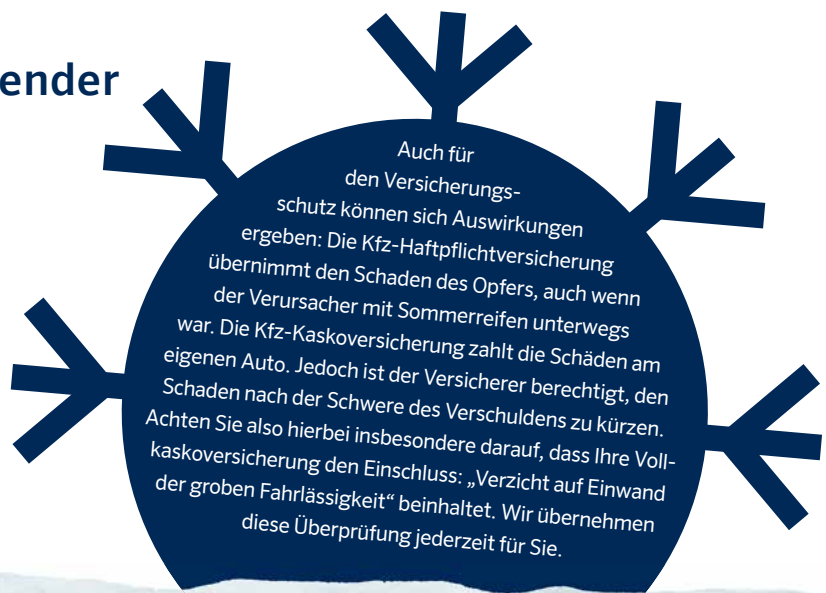 ender
Auch für
den Versicherungs-
schutz können sich Auswirkungen
ergeben: Die Kfz-Haftpflichtversicherung
übernimmt den Schaden des Opfers, auch wenn
der Verursacher mit Sommerreifen unterwegs
war. Die Kfz-Kaskoversicherung zahlt die Schäden am
eigenen Auto. Jedoch ist der Versicherer berechtigt, den
Schaden nach der Schwere des Verschuldens zu kürzen.
Achten Sie also hierbei insbesondere darauf, dass Ihre Voll-
kaskoversicherung den Einschluss: „Verzicht auf Einwand
der groben Fahrlässigkeit“ beinhaltet. Wir übernehmen
diese Überprüfung jederzeit für Sie.